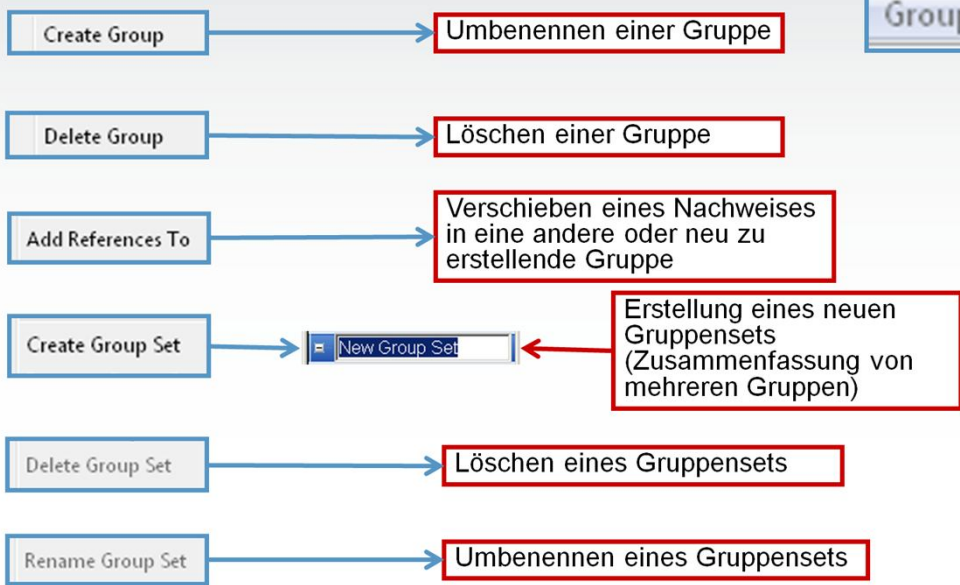 Group
Create Group
Umbenennen einer Gruppe
Delete Group
Löschen einer Gruppe
Add References To
Verschieben eines Nachweises
in eine andere oder neu zu
erstellende Gruppe
Create Group Set
New Group Set
Erstellung eines neuen
Gruppensets
(Zusammenfassung von
mehreren Gruppen)
Delete Group Set
Löschen eines Gruppensets
Rename Group Set
Umbenennen eines Gruppensets